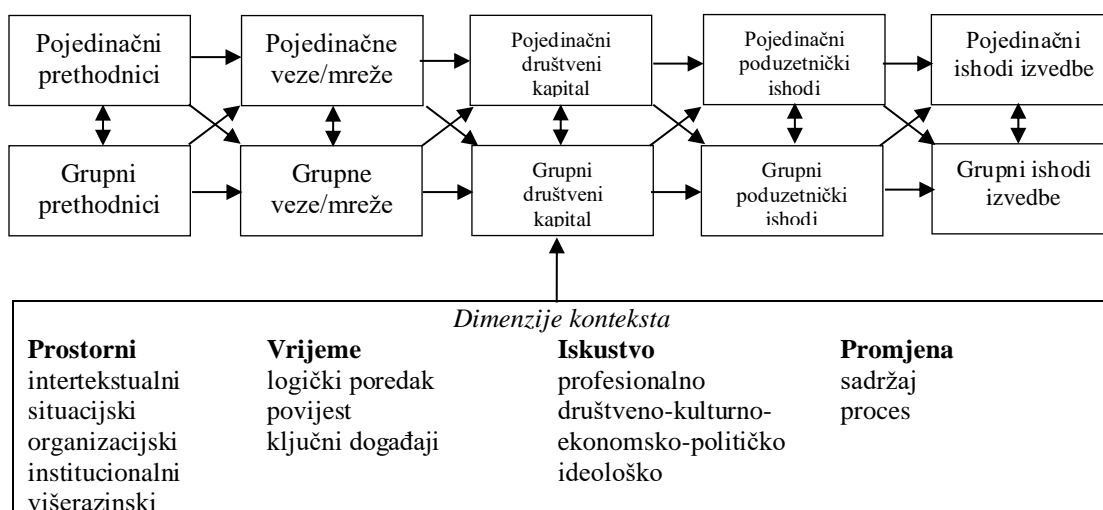 Pojedinačni
prethodnici
Pojedinačne
veze/mreže
Pojedinačni
društveni
kapital
Pojedinačni
poduzetnički
ishodi
Pojedinačni
ishodi izvedbe
Grupni
prethodnici
Grupne
veze/mreže
Grupni
društveni
kapital
Grupni
poduzetnički
ishodi
Grupni ishodi
izvedbe
Dimenzije konteksta
Prostorni
intertekstualni
situacijski
organizacijski
institucionalni
višerazinski
Vrijeme
logički poredak
povijest
ključni događaji
Iskustvo
profesionalno
društveno-kulturno-
ekonomsko-političko
ideološko
Promjena
sadržaj
proces